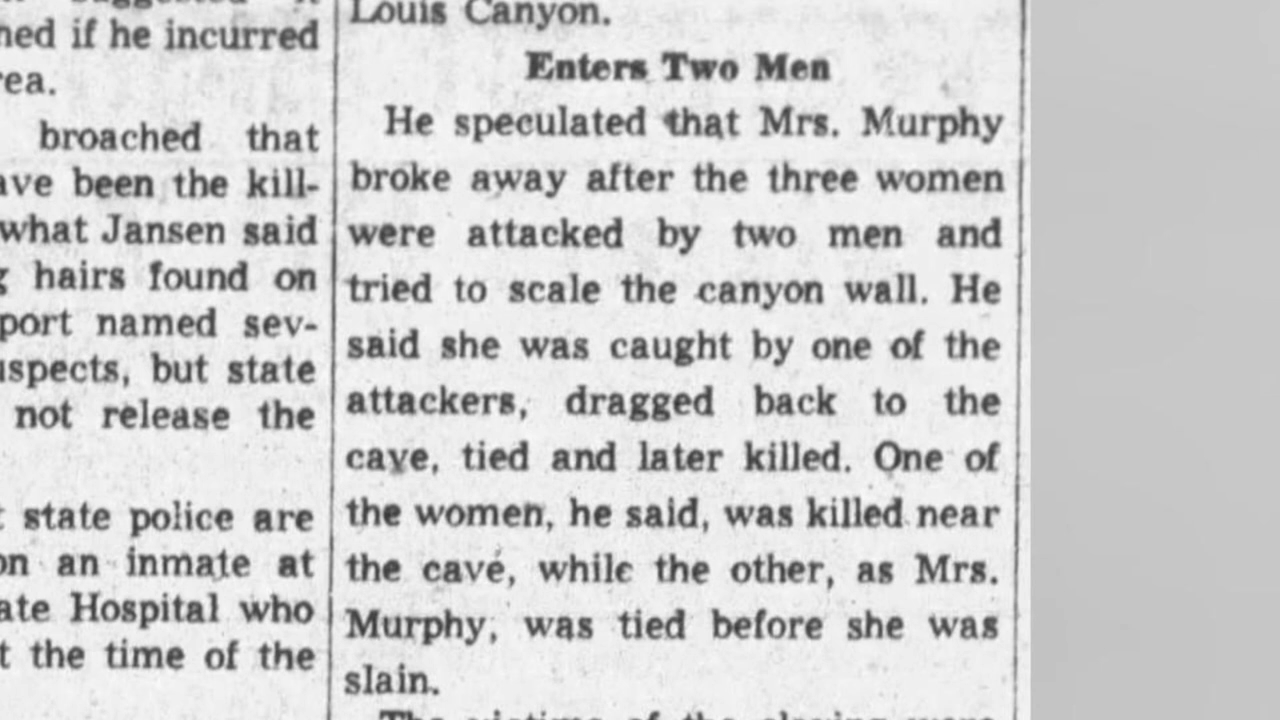 ned if he incurred
rea.
broached that
ave been the kill-
what Jansen said
hairs found on
port named sev-
uspects, but state
not release the
state police are
on an inmate at
ate Hospital who
t the time of the
Louis Canyon.
Enters Two Men
He speculated that Mrs. Murphy
broke away after the three women
were attacked by two men and
tried to scale the canyon wall. He
said she was caught by one of the
attackers, dragged back to the
cave, tied and later killed. One of
the women, he said, was killed near
the cave, while the other, as Mrs.
Murphy, was tied before she was
slain.